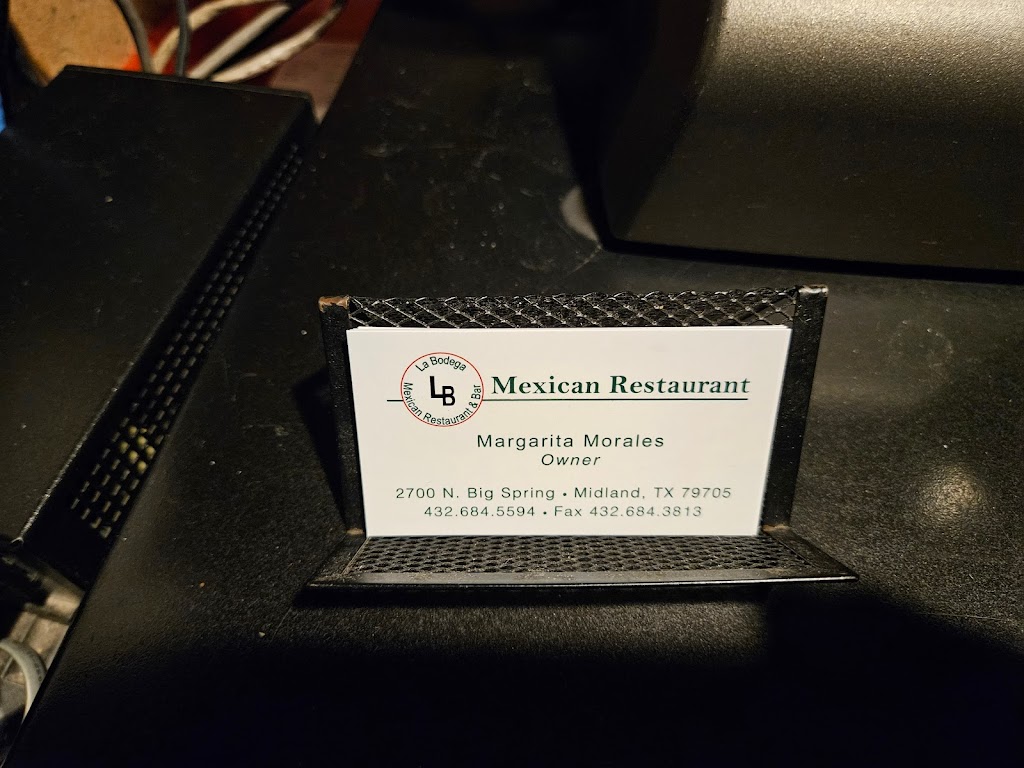 La Bodega
LB
Mexican Restaurant & Bar
Mexican Restaurant
Margarita Morales
Owner
2700 N. Big Spring • Midland, TX 79705
432.684.5594 • Fax 432.684.3813